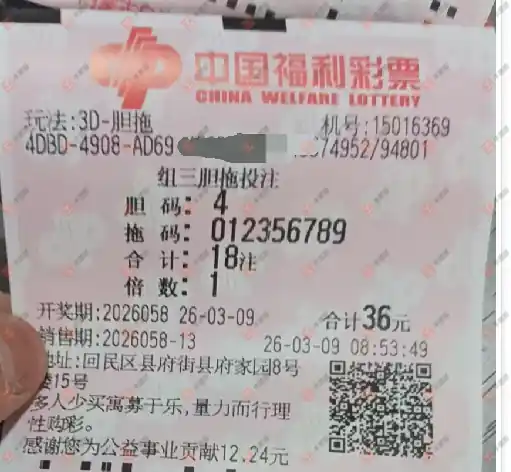 中国福利彩票
CHINA WELFARE LOTTERY
玩法:3D-胆拖 机号:15016369
4DBD-4908-AD69 74952/94801
组三胆拖投注
胆 码: 4
拖 码: 012356789
合 计: 18注
倍 数: 1
开奖期:2026058 26-03-09 合计36元
销售期:2026058-13 26-03-09 08:53:49
地址:回民区县府街县府家园8号
楼15号
多人少买寓募于乐,量力而行理
性购彩。
感谢您为公益事业贡献12.24元